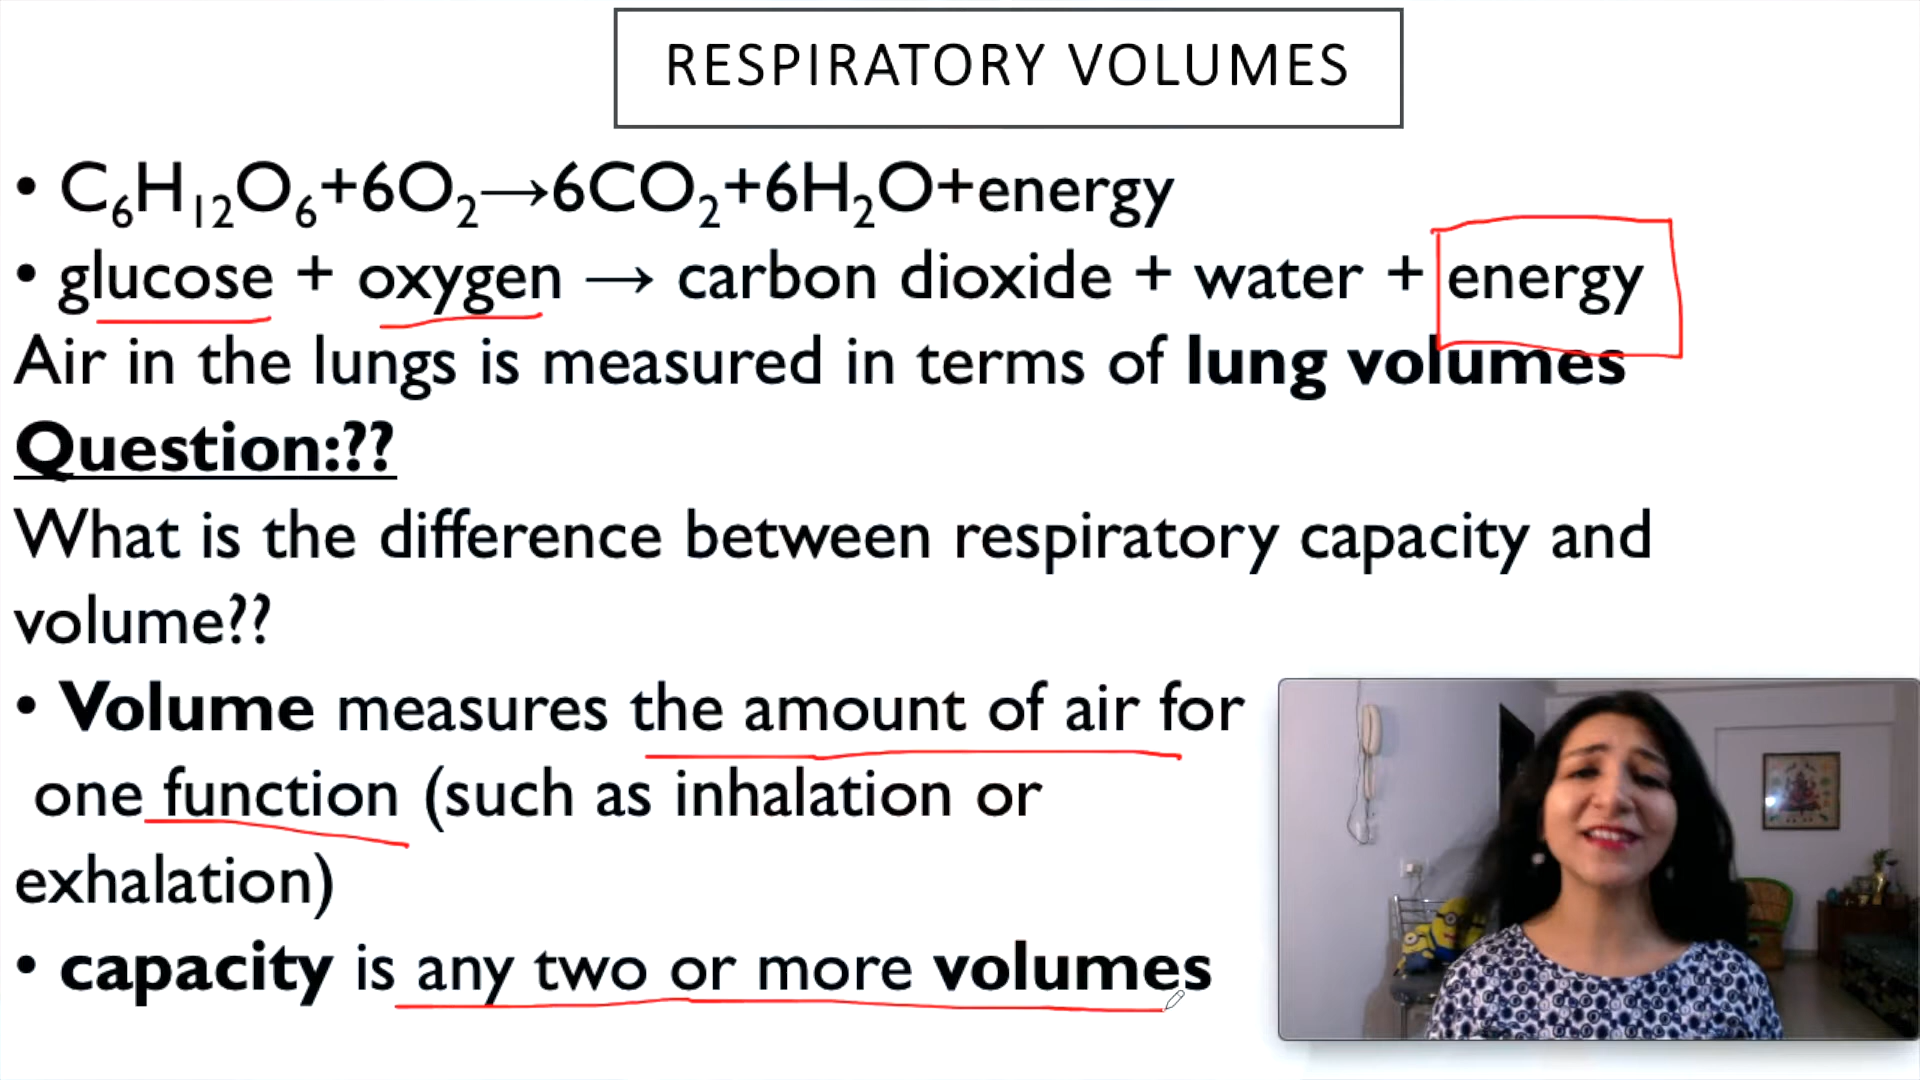 RESPIRATORY VOLUMES
• C₆H₁₂O₆+6O₂→6CO₂+6H₂O+energy
• glucose + oxygen → carbon dioxide + water + energy
Air in the lungs is measured in terms of lung volumes
Question:??
What is the difference between respiratory capacity and
volume??
• Volume measures the amount of air for
one function (such as inhalation or
exhalation)
• capacity is any two or more volumes